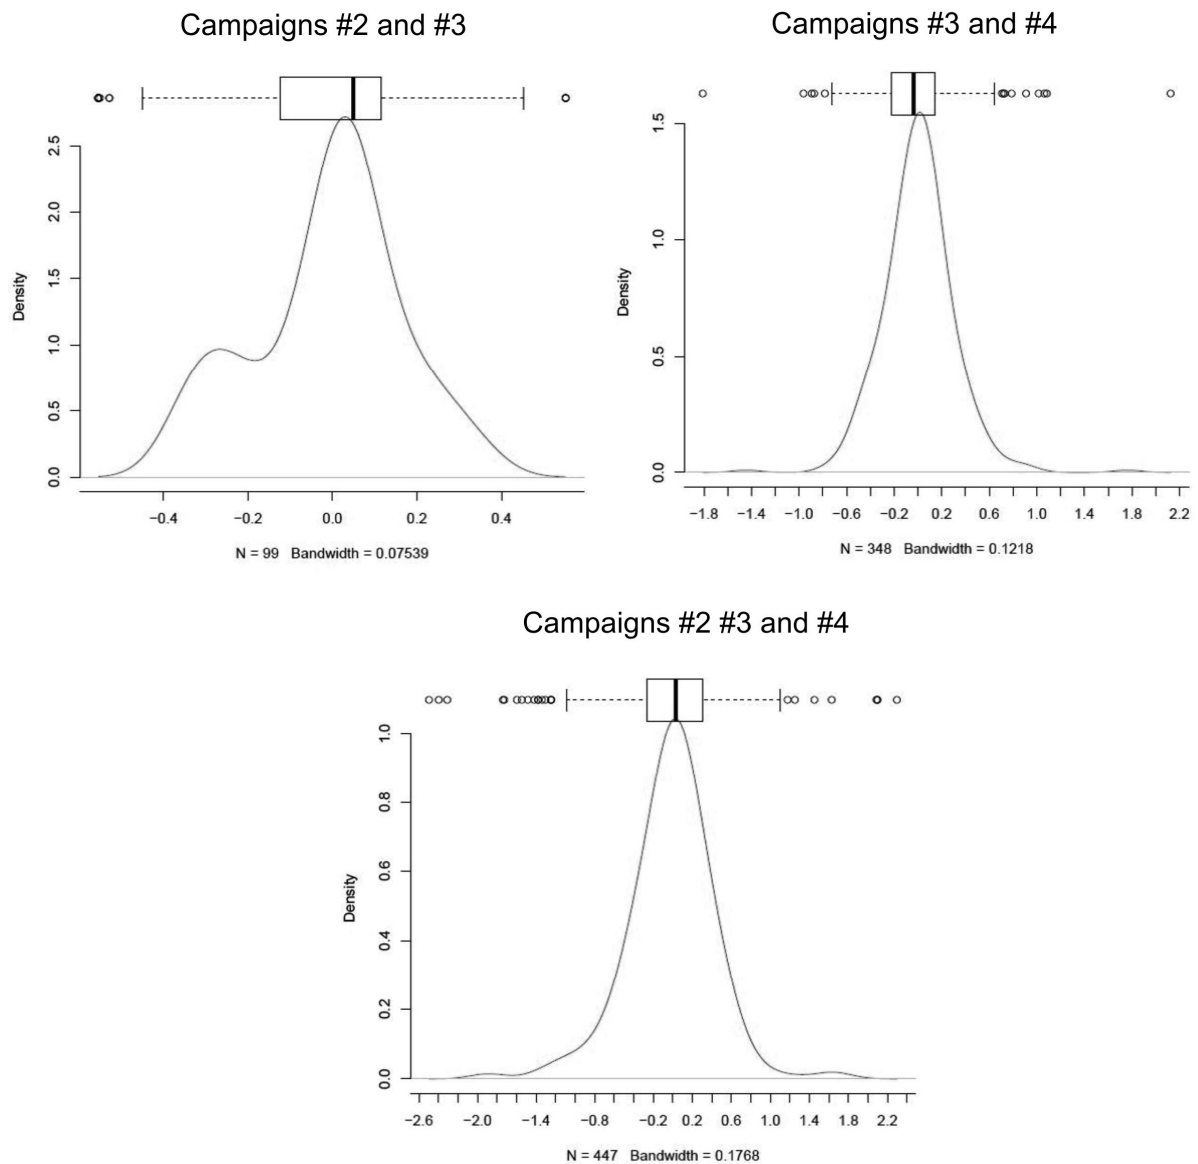 Campaigns #2 and #3
Density
2.5
2.0
1.5
1.0
0.5
0.0
−0.4 −0.2 0.0 0.2 0.4
N = 99 Bandwidth = 0.07539
Campaigns #3 and #4
Density
1.5
1.0
0.5
0.0
−1.8 −1.4 −1.0 −0.6 −0.2 0.2 0.6 1.0 1.4 1.8 2.2
N = 348 Bandwidth = 0.1218
Campaigns #2 #3 and #4
Density
1.0
0.8
0.6
0.4
0.2
0.0
−2.6 −2.0 −1.4 −0.8 −0.2 0.2 0.6 1.0 1.4 1.8 2.2
N = 447 Bandwidth = 0.1768